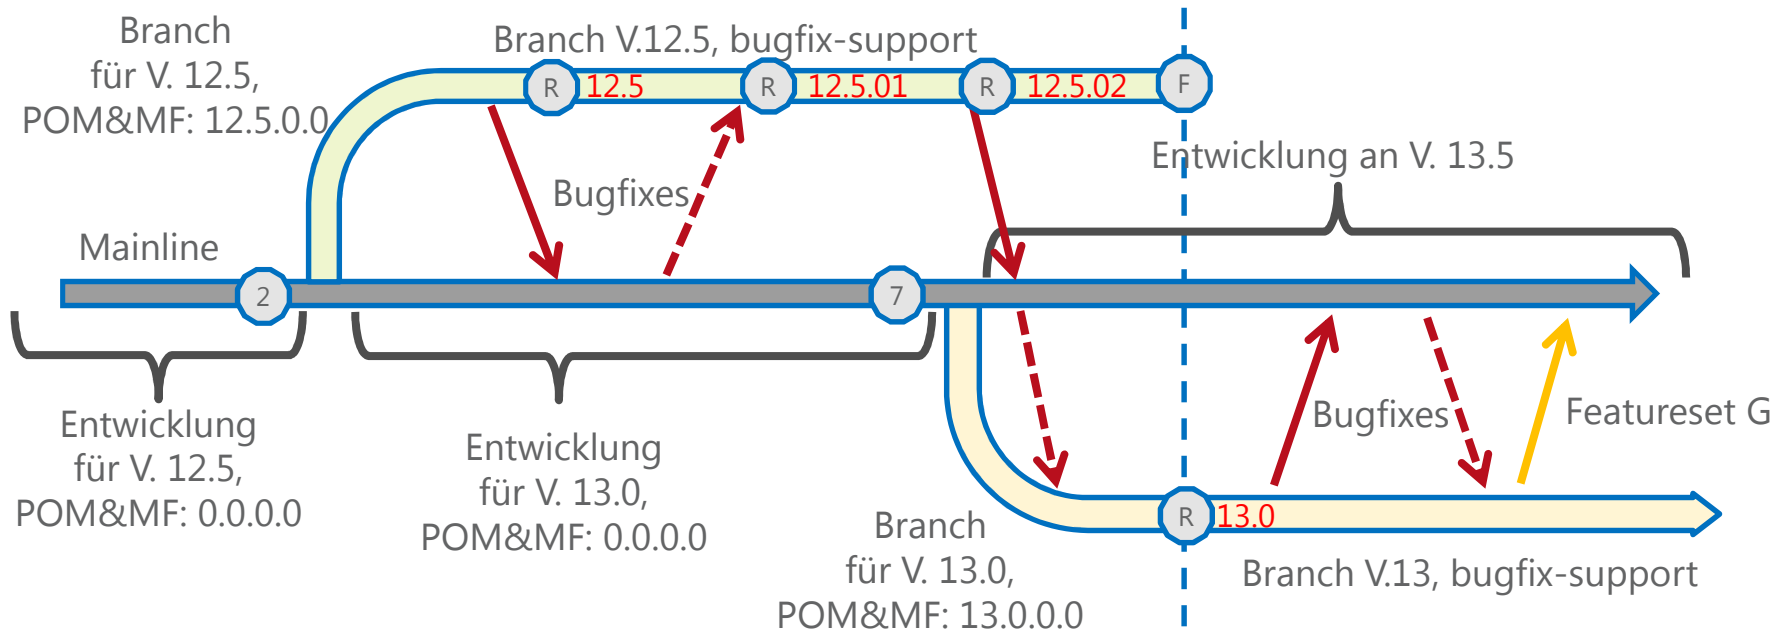 Branch
für V. 12.5,
POM&MF: 12.5.0.0
Branch V.12.5, bugfix-support
R 12.5
R 12.5.01
R 12.5.02
F
Entwicklung an V. 13.5
Bugfixes
Mainline
2
7
Entwicklung
für V. 12.5,
POM&MF: 0.0.0.0
Entwicklung
für V. 13.0,
POM&MF: 0.0.0.0
Bugfixes
Featureset G
Branch
für V. 13.0,
POM&MF: 13.0.0.0
R 13.0
Branch V.13, bugfix-support